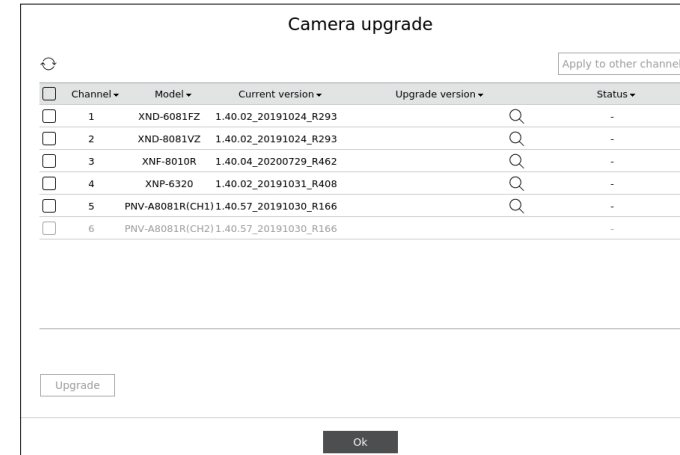 Camera upgrade
Apply to other channel
Channel Model Current version Upgrade version Status
1 XND-6081FZ 1.40.02_20191024_R293 -
2 XND-8081VZ 1.40.02_20191024_R293 -
3 XNF-8010R 1.40.04_20200729_R462 -
4 XNP-6320 1.40.02_20191031_R408 -
5 PNV-A8081R(CH1) 1.40.57_20191030_R166 -
6 PNV-A8081R(CH2) 1.40.57_20191030_R166 -
Upgrade
Ok